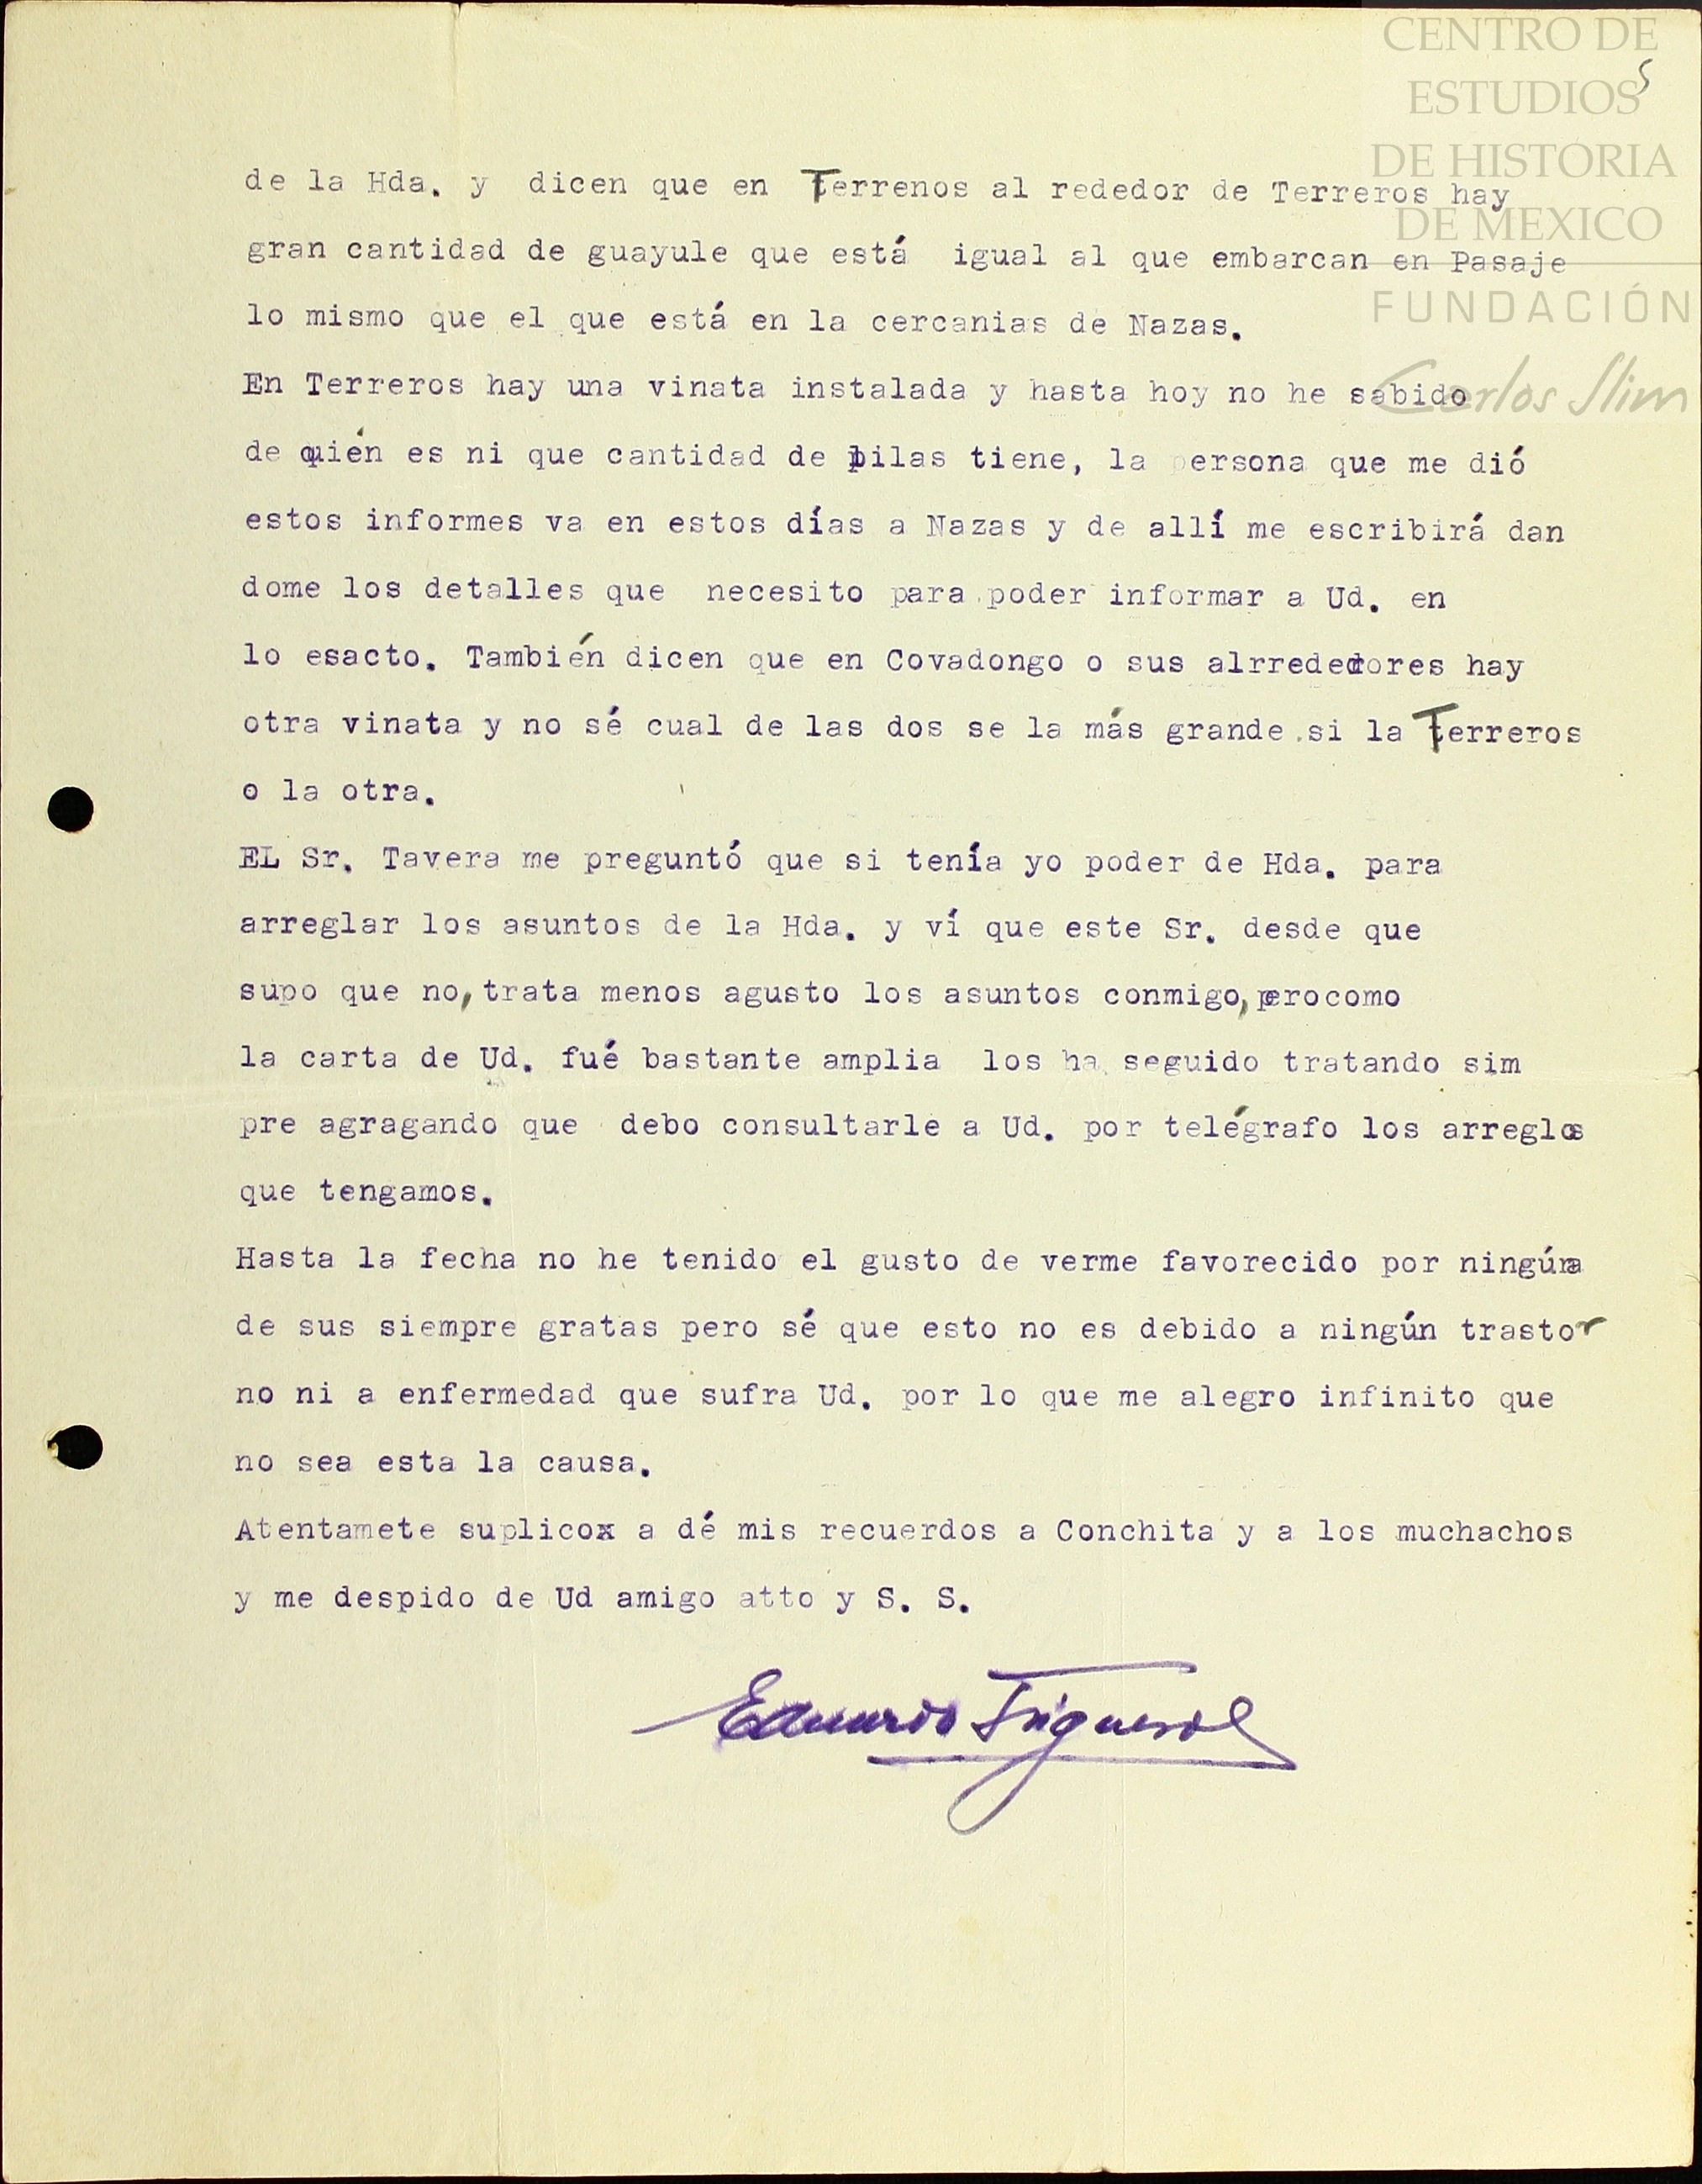 CENTRO DE
ESTUDIOS
DE HISTORIA
DE MEXICO
FUNDACIÓN
Carlos Slim
5
de la Hda. y dicen que en Terrenos al rededor de Terreros hay
gran cantidad de guayule que está igual al que embarcan en Pasaje
lo mismo que el que está en la cercanias de Nazas.
En Terreros hay una vinata instalada y hasta hoy no he sabido
de quién es ni que cantidad de pilas tiene, la persona que me dió
estos informes va en estos días a Nazas y de allí me escribirá dan
dome los detalles que necesito para poder informar a Ud. en
lo esacto. También dicen que en Covadongo o sus alrrededores hay
otra vinata y no sé cual de las dos se la más grande si la Terreros
o la otra.
EL Sr. Tavera me preguntó que si tenía yo poder de Hda. para
arreglar los asuntos de la Hda. y ví que este Sr. desde que
supo que no, trata menos agusto los asuntos conmigo, perocomo
la carta de Ud. fué bastante amplia los ha seguido tratando sim
pre agragando que debo consultarle a Ud. por telégrafo los arreglos
que tengamos.
Hasta la fecha no he tenido el gusto de verme favorecido por ningúna
de sus siempre gratas pero sé que esto no es debido a ningún trastor
no ni a enfermedad que sufra Ud. por lo que me alegro infinito que
no sea esta la causa.
Atentamete suplicox a dé mis recuerdos a Conchita y a los muchachos
y me despido de Ud amigo atto y S. S.
Eduardo